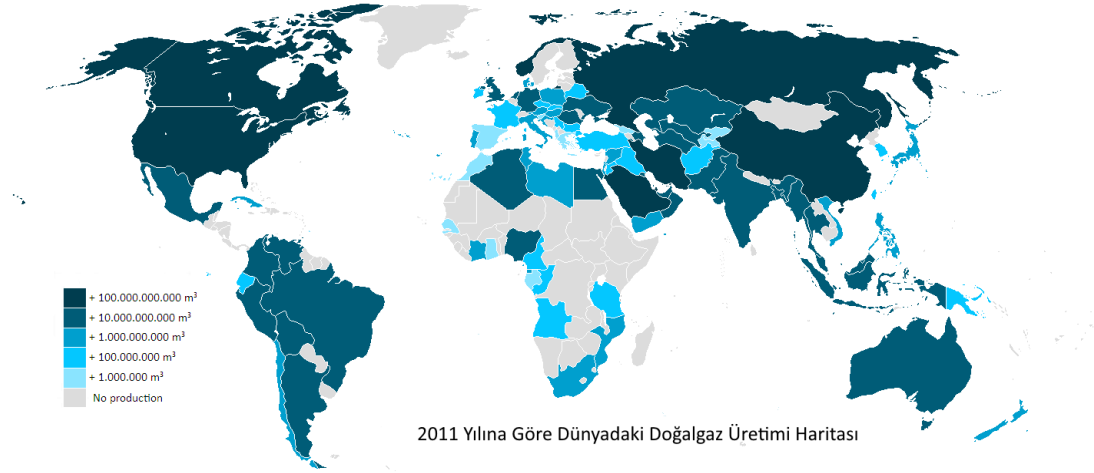 + 100.000.000.000 m³
+ 10.000.000.000 m³
+ 1.000.000.000 m³
+ 100.000.000 m³
+ 1.000.000 m³
No production
2011 Yılına Göre Dünyadaki Doğalgaz Üretimi Haritası